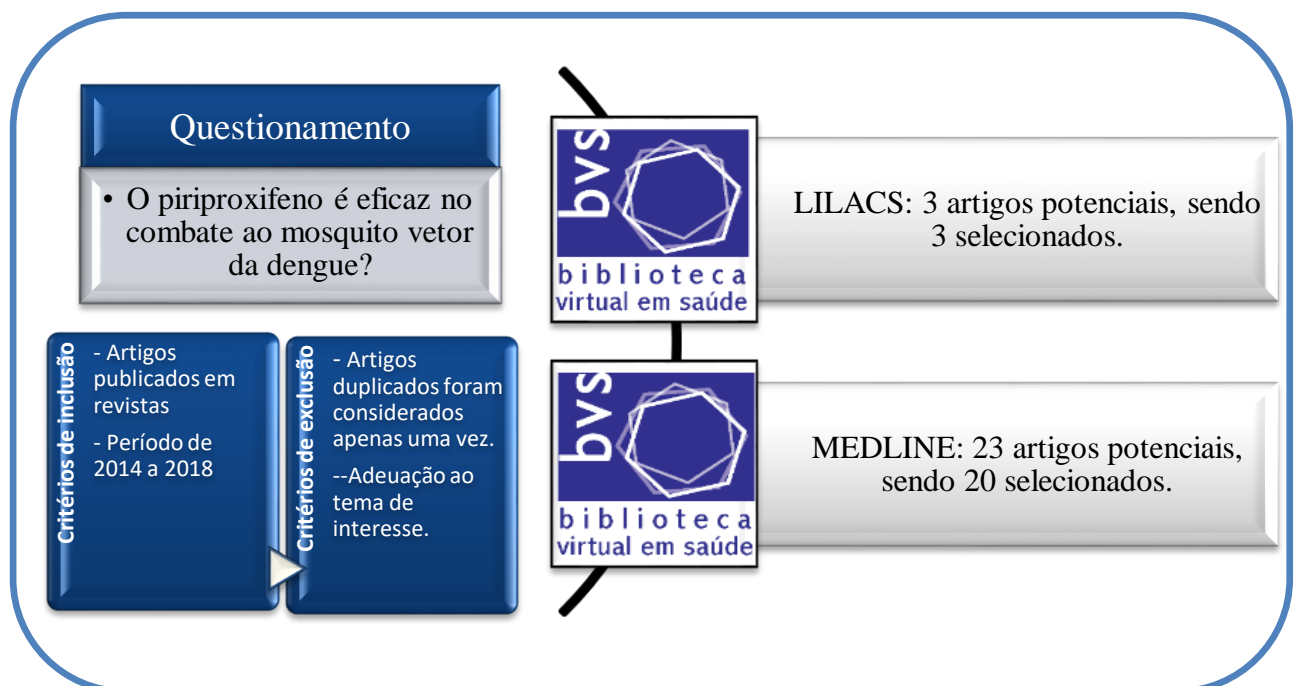 Questionamento
• O piriproxifeno é eficaz no
combate ao mosquito vetor
da dengue?
Critérios de inclusão
- Artigos
publicados em
revistas
- Período de
2014 a 2018
Critérios de exclusão
- Artigos
duplicados foram
considerados
apenas uma vez.
--Adeuação ao
tema de
interesse.
bvs
biblioteca
virtual em saúde
LILACS: 3 artigos potenciais, sendo
3 selecionados.
bvs
biblioteca
virtual em saúde
MEDLINE: 23 artigos potenciais,
sendo 20 selecionados.